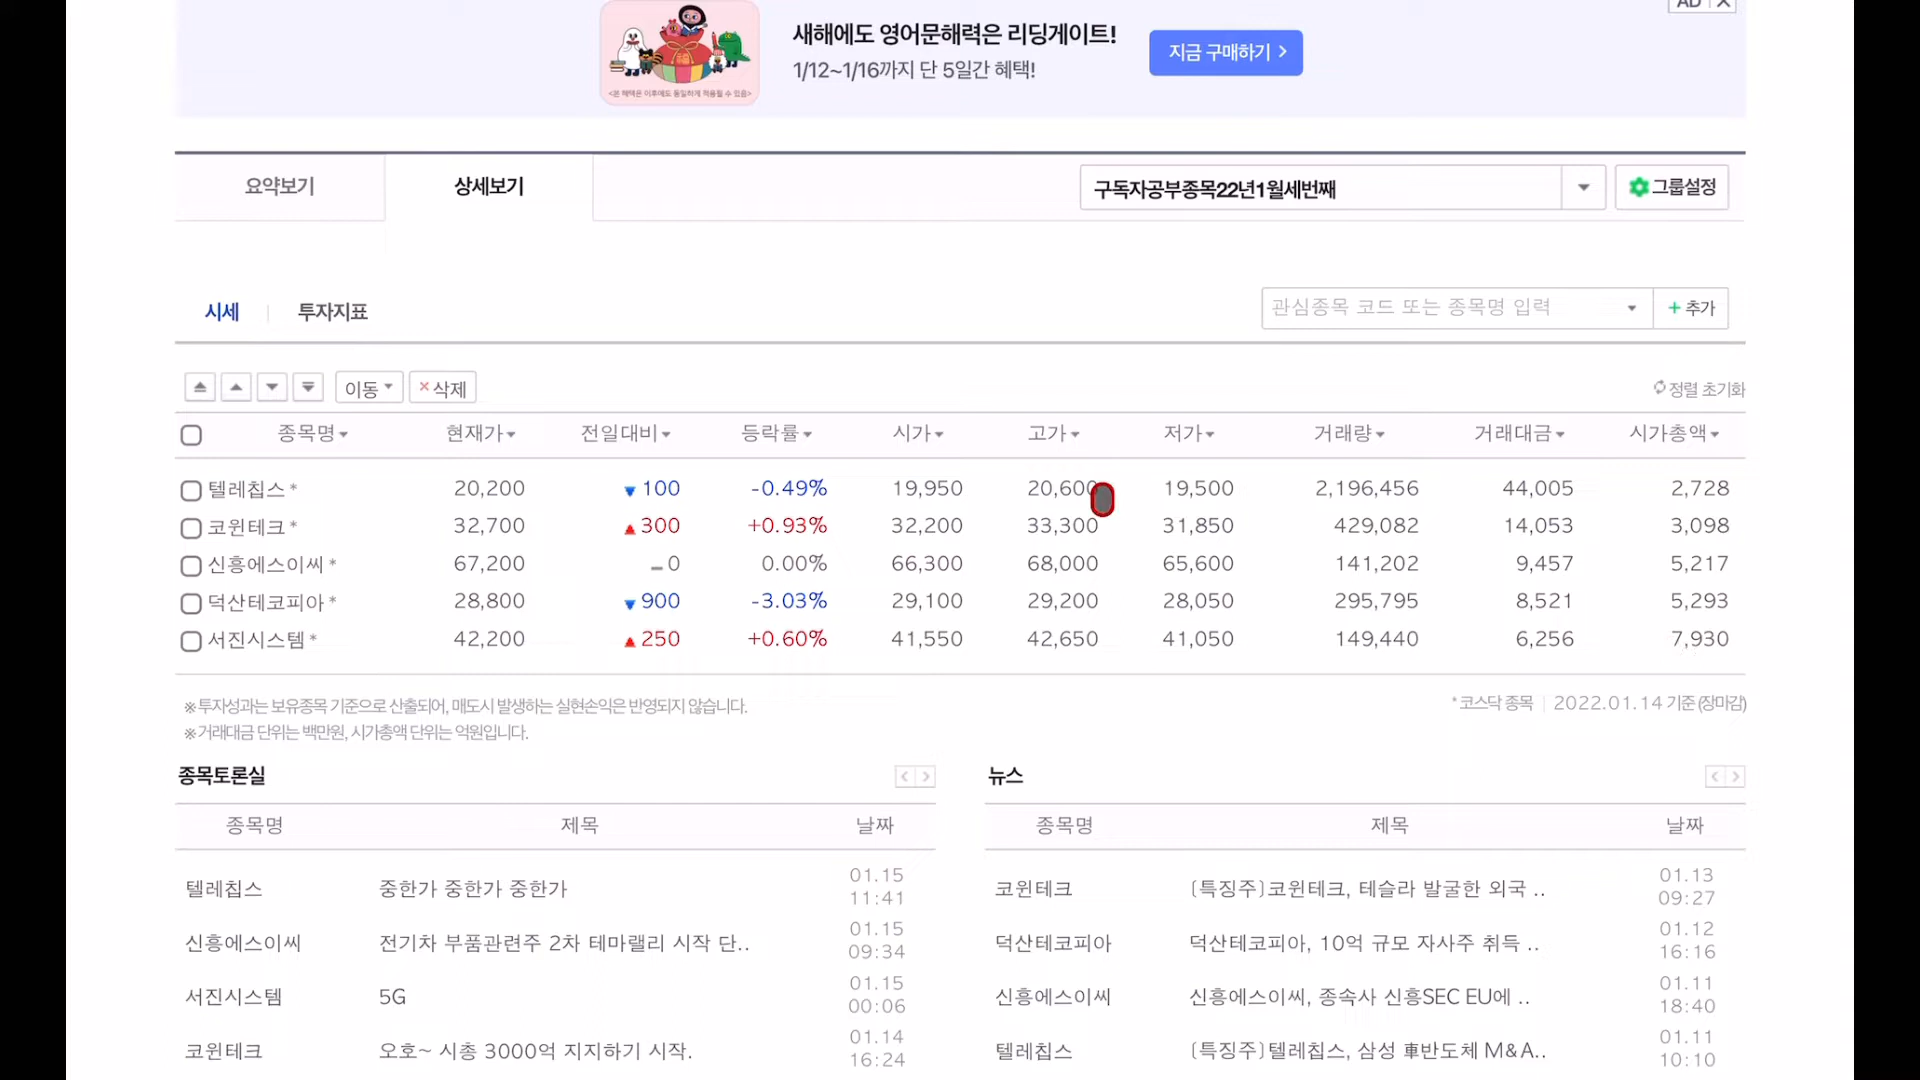 AD X
새해에도 영어문해력은 리딩게이트!
1/12~1/16까지 단 5일간 혜택!
<본 혜택은 이후에도 동일하게 적용될 수 있음>
지금 구매하기 >
요약보기 상세보기 구독자공부종목22년1월세번째 그룹설정
시세 | 투자지표 관심종목 코드 또는 종목명 입력 + 추가
이동 × 삭제 정렬 초기화
종목명 현재가 전일대비 등락률 시가 고가 저가 거래량 거래대금 시가총액
텔레칩스 * 20,200 ▼ 100 -0.49% 19,950 20,600 19,500 2,196,456 44,005 2,728
코윈테크 * 32,700 ▲ 300 +0.93% 32,200 33,300 31,850 429,082 14,053 3,098
신흥에스이씨 * 67,200 – 0 0.00% 66,300 68,000 65,600 141,202 9,457 5,217
덕산테코피아 * 28,800 ▼ 900 -3.03% 29,100 29,200 28,050 295,795 8,521 5,293
서진시스템 * 42,200 ▲ 250 +0.60% 41,550 42,650 41,050 149,440 6,256 7,930
※투자성과는 보유종목 기준으로 산출되어, 매도시 발생하는 실현손익은 반영되지 않습니다. * 코스닥 종목 | 2022.01.14 기준 (장마감)
※거래대금 단위는 백만원, 시가총액 단위는 억원입니다.
종목토론실
종목명 제목 날짜
텔레칩스 중한가 중한가 중한가 01.15 11:41
신흥에스이씨 전기차 부품관련주 2차 테마랠리 시작 단.. 01.15 09:34
서진시스템 5G 01.15 00:06
코윈테크 오호~ 시총 3000억 지지하기 시작. 01.14 16:24
뉴스
종목명 제목 날짜
코윈테크 [특징주]코윈테크, 테슬라 발굴한 외국 .. 01.13 09:27
덕산테코피아 덕산테코피아, 10억 규모 자사주 취득 .. 01.12 16:16
신흥에스이씨 신흥에스이씨, 종속사 신흥SEC EU에 .. 01.11 18:40
텔레칩스 [특징주]텔레칩스, 삼성 車반도체 M&A.. 01.11 10:10